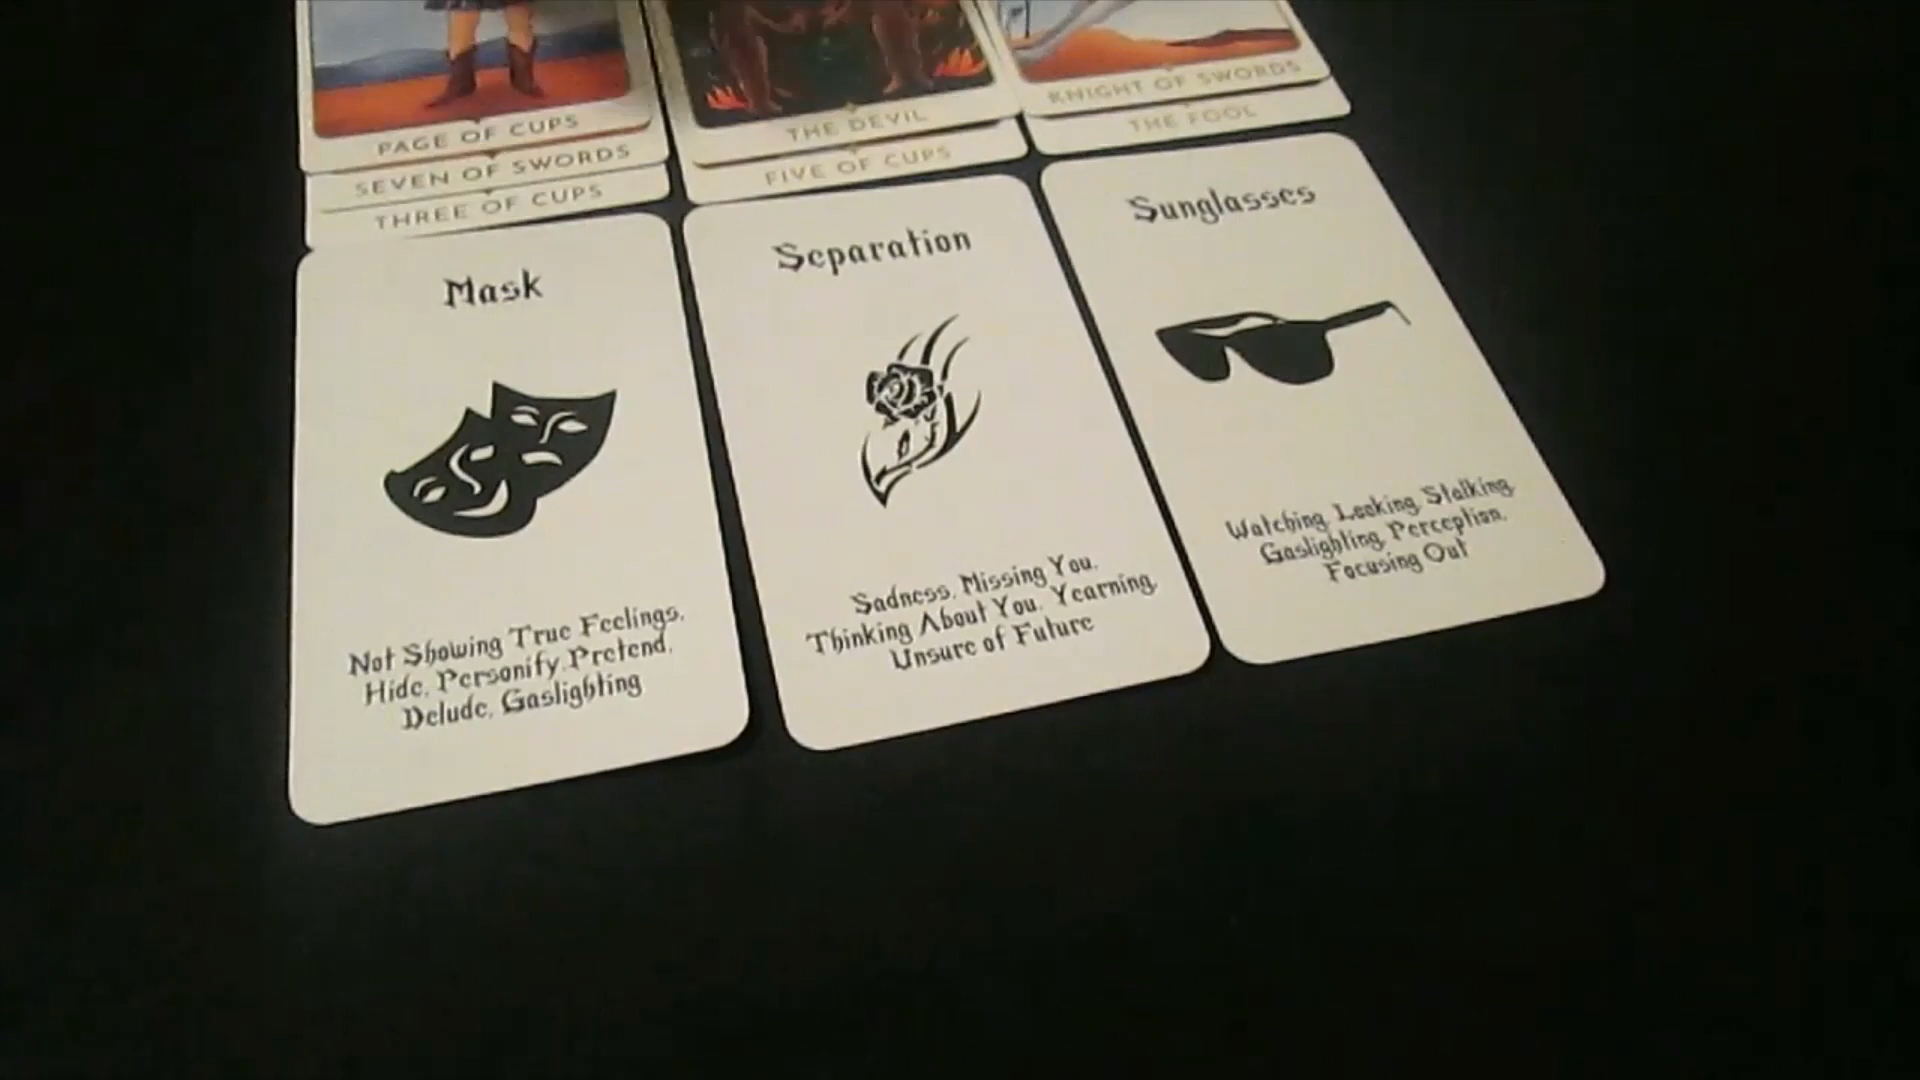 PAGE OF CUPS
SEVEN OF SWORDS
THREE OF CUPS
THE DEVIL
FIVE OF CUPS
KNIGHT OF SWORDS
THE FOOL
Mask
Not Showing True Feelings,
Hide, Personify, Pretend,
Delude, Gaslighting
Separation
Sadness, Missing You,
Thinking About You, Yearning,
Unsure of Future
Sunglasses
Watching, Looking, Stalking,
Gaslighting, Perception,
Focusing Out